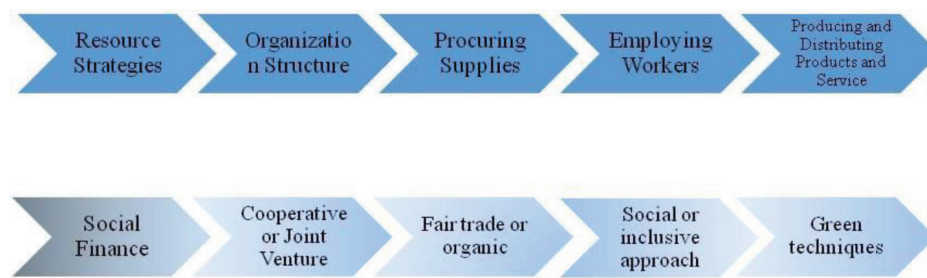 Resource
Strategies
Organizatio
n Structure
Procuring
Supplies
Employing
Workers
Producing and
Distributing
Products and
Service
Social
Finance
Cooperative
or Joint
Venture
Fair trade or
organic
Social or
inclusive
approach
Green
techniques